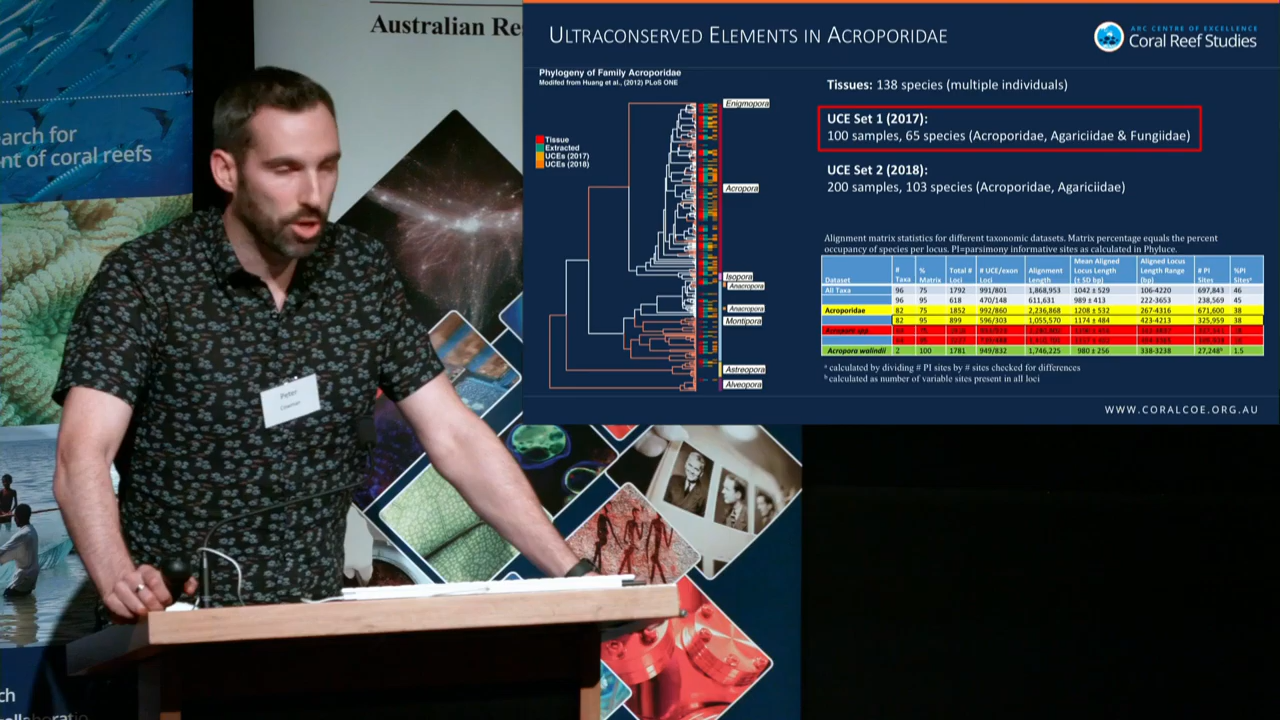 Australian Re
earch for
nt of coral reefs
Peter
Cowman
ch
ULTRACONSERVED ELEMENTS IN ACROPORIDAE
ARC CENTRE OF EXCELLENCE
Coral Reef Studies
Phylogeny of Family Acroporidae
Modifed from Huang et al., (2012) PLoS ONE
Tissue
Extracted
UCEs (2017)
UCEs (2018)
Enigmopora
Acropora
Isopora
Anacropora
Anacropora
Montipora
Astreopora
Alveopora
Tissues: 138 species (multiple individuals)
UCE Set 1 (2017):
100 samples, 65 species (Acroporidae, Agariciidae & Fungiidae)
UCE Set 2 (2018):
200 samples, 103 species (Acroporidae, Agariciidae)
Alignment matrix statistics for different taxonomic datasets. Matrix percentage equals the percent
occupancy of species per locus. PI=parsimony informative sites as calculated in Phyluce.
Dataset # Taxa % Matrix Total # Loci # UCE/exon Loci Alignment Length Mean Aligned Locus Length (± SD bp) Aligned Locus Length Range (bp) # PI Sites %PI Sitesᵃ
All Taxa 96 75 1792 991/801 1,868,953 1042 ± 529 106-4220 697,843 46
96 95 618 470/148 611,631 989 ± 413 222-3653 238,569 45
Acroporidae 82 75 1852 992/860 2,236,868 1208 ± 532 267-4316 671,600 38
82 95 899 596/303 1,055,570 1174 ± 484 423-4213 325,959 38
Acropora spp
Acropora walindii 2 100 1781 949/832 1,746,225 980 ± 256 338-3238 27,248ᵇ 1.5
ᵃ calculated by dividing # PI sites by # sites checked for differences
ᵇ calculated as number of variable sites present in all loci
WWW.CORALCOE.ORG.AU